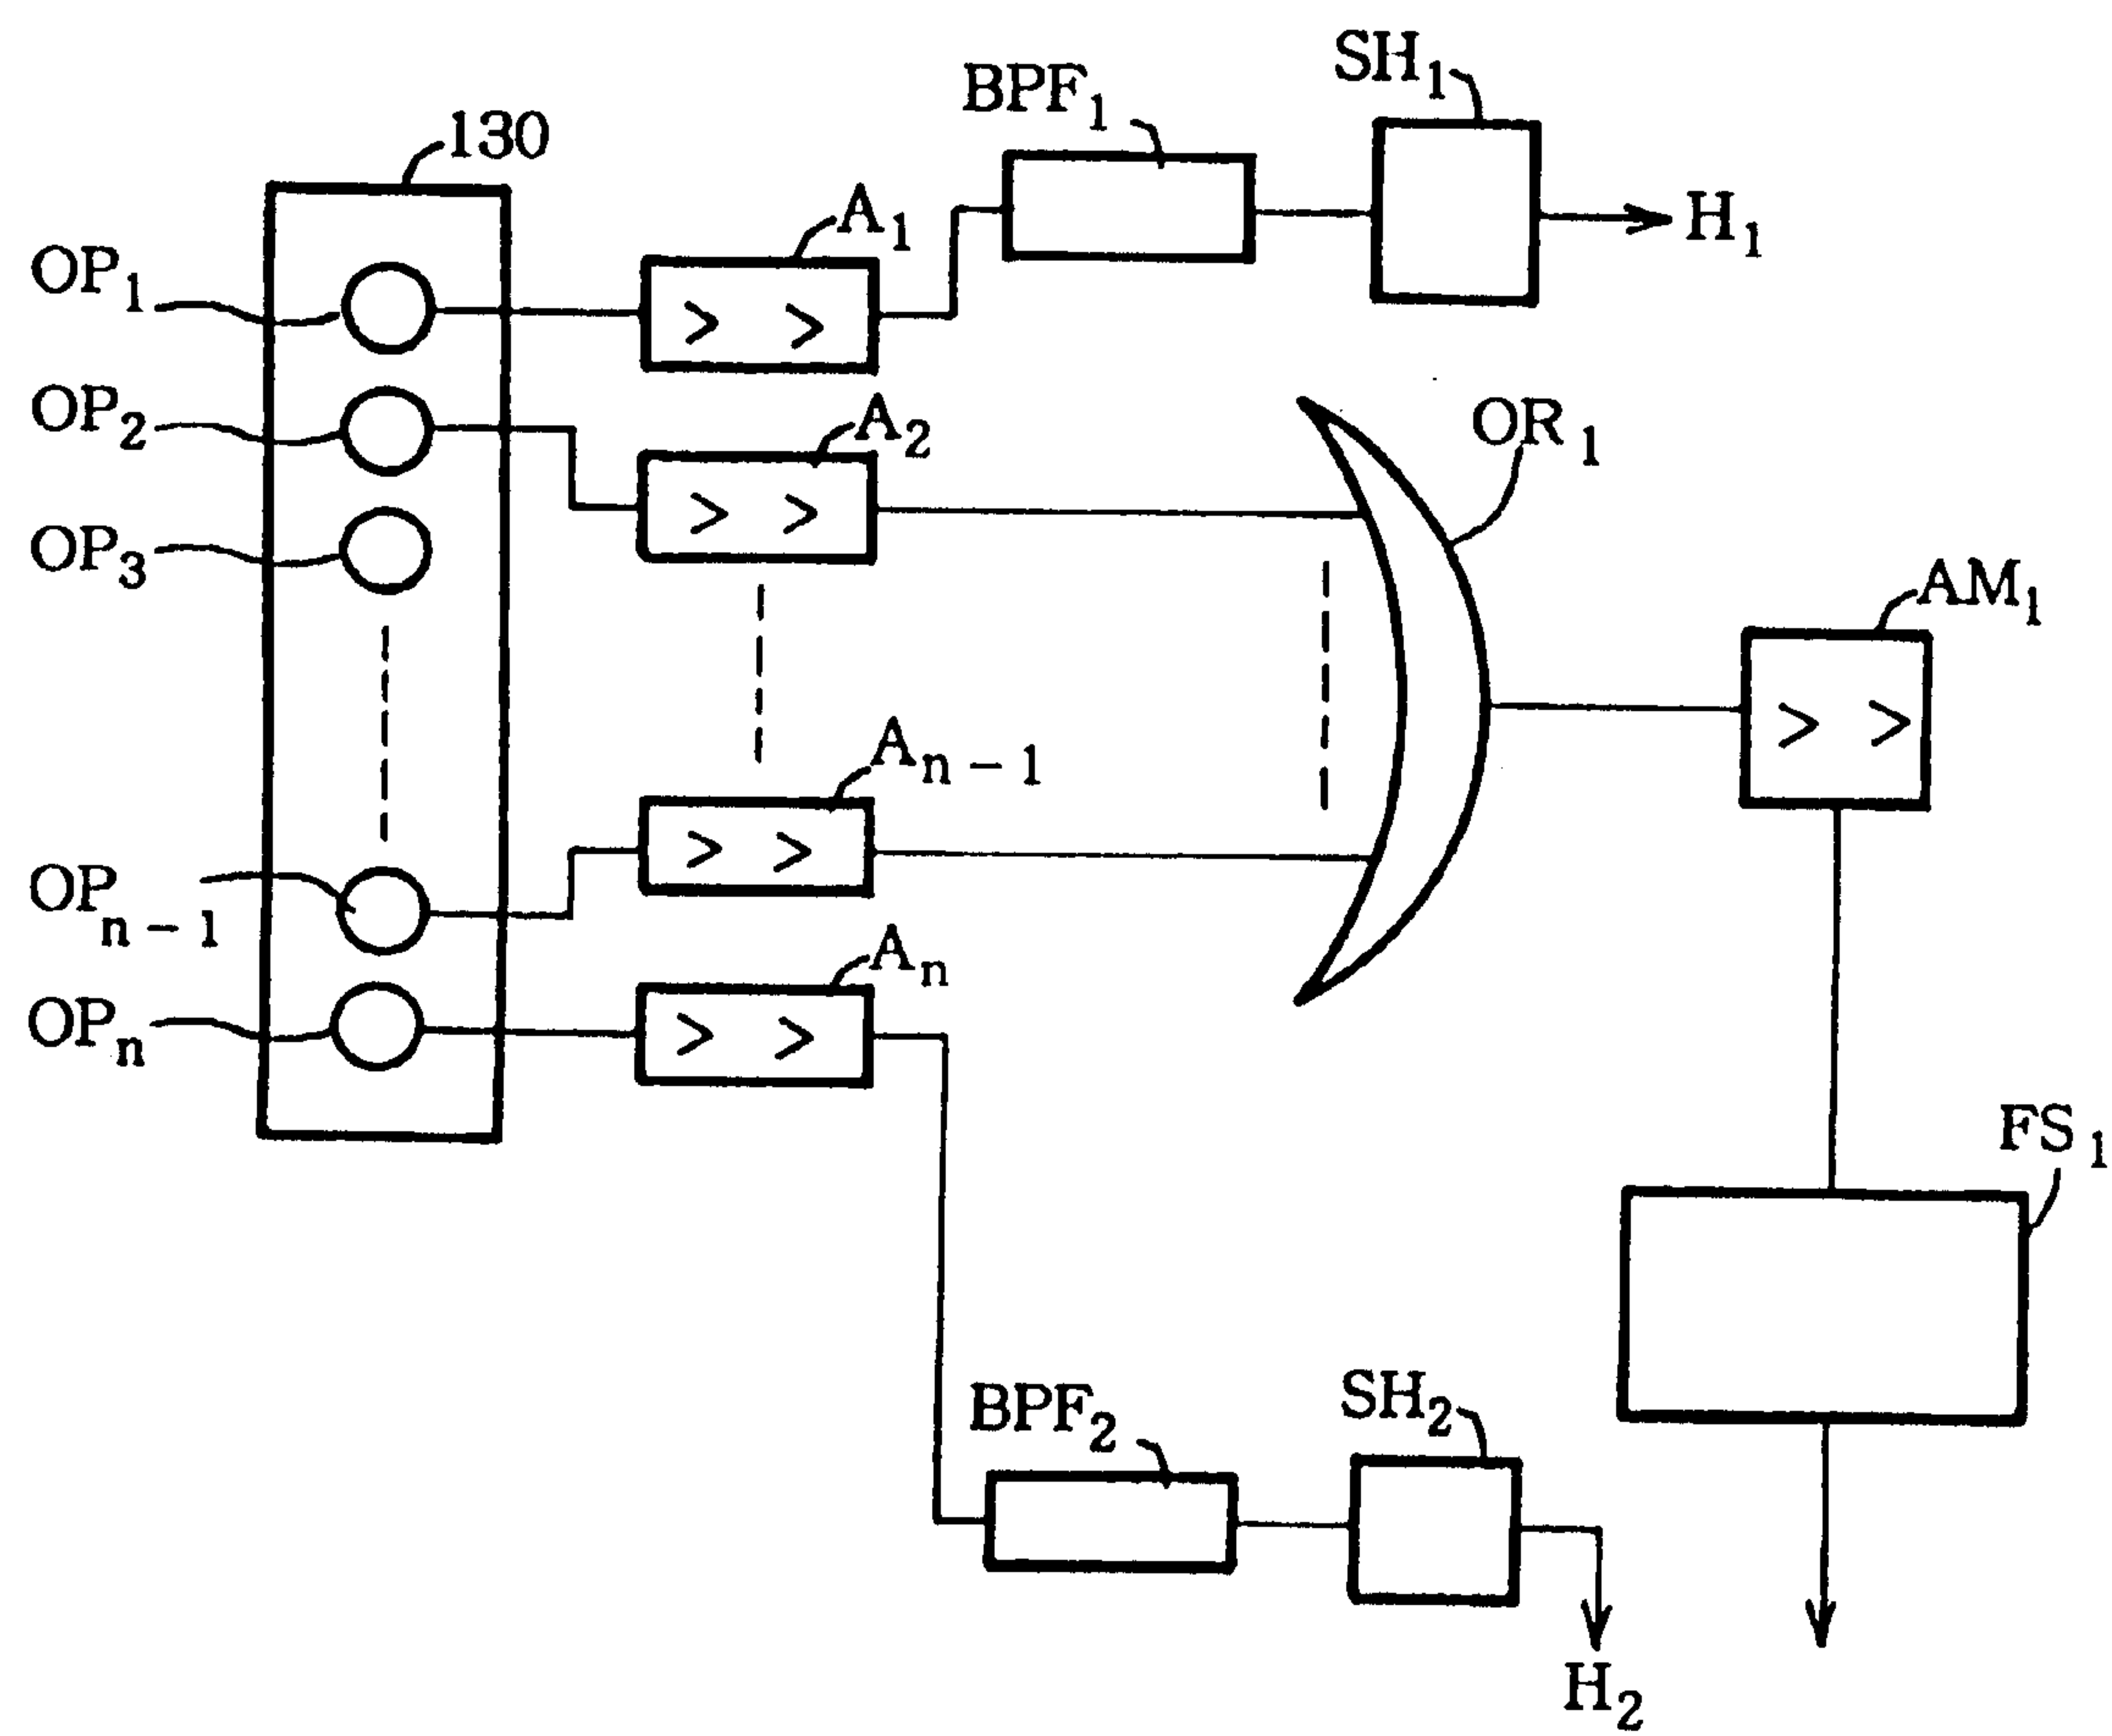 SH₁
BPF₁
130
A₁
H₁
OP₁
> >
OP₂
A₂
OR₁
> >
OP₃
AM₁
> >
Aₙ₋₁
> >
OPₙ₋₁
Aₙ
OPₙ
> >
FS₁
SH₂
BPF₂
H₂